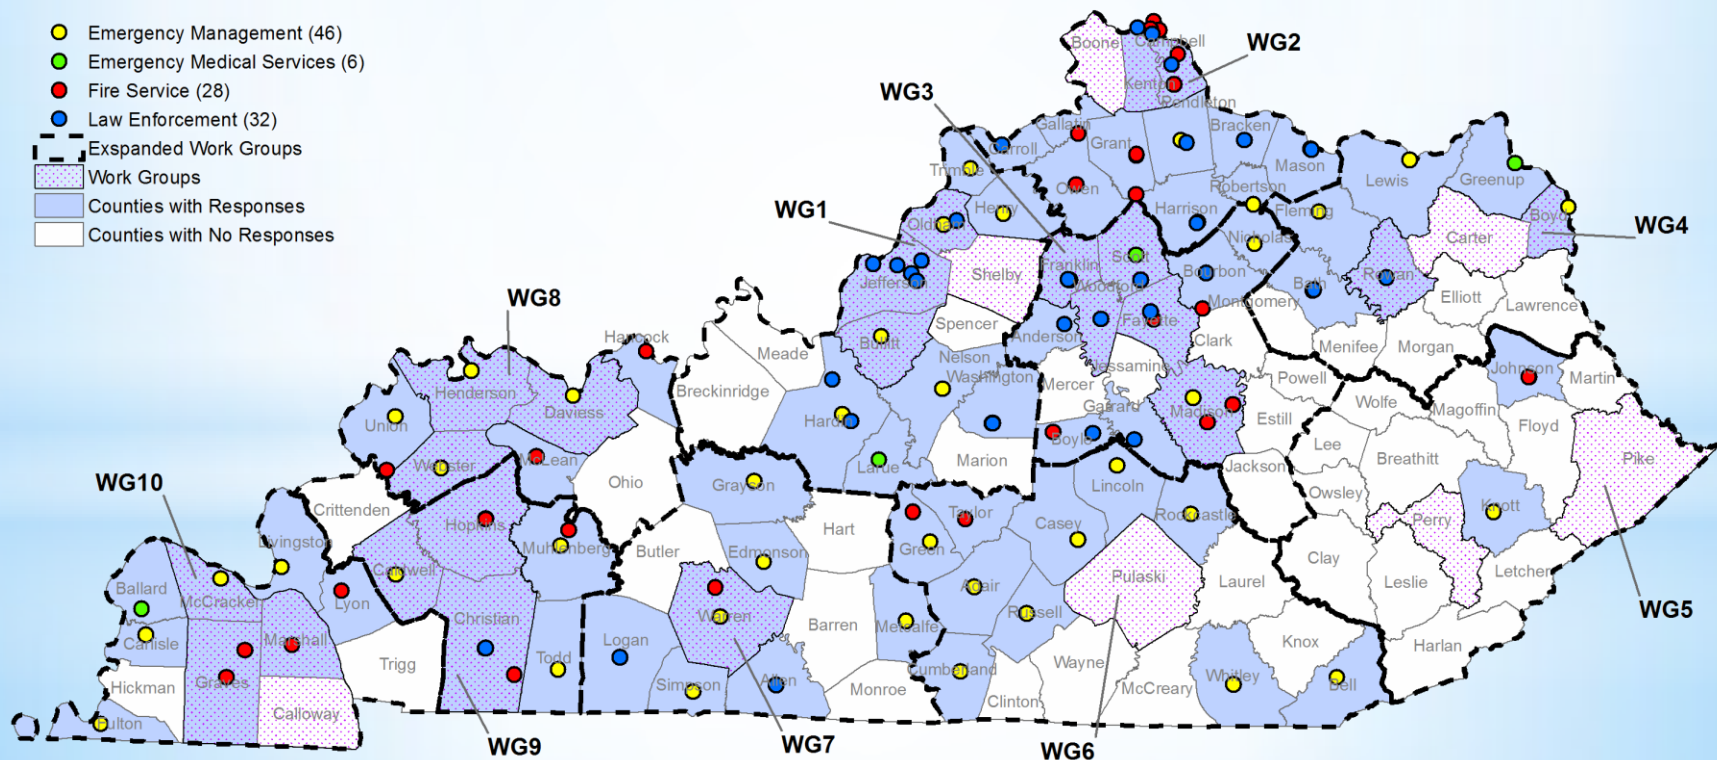 Emergency Management (46)
Emergency Medical Services (6)
Fire Service (28)
Law Enforcement (32)
Exspanded Work Groups
Work Groups
Counties with Responses
Counties with No Responses
WG2
WG3
WG1
WG4
WG8
WG10
WG5
WG9
WG7
WG6
Boone
Campbell
Kenton
Pendleton
Gallatin
Carroll
Grant
Bracken
Mason
Trimble
Owen
Robertson
Lewis
Greenup
Henry
Harrison
Fleming
Boyd
Oldham
Nicholas
Carter
Shelby
Franklin
Scott
Bourbon
Rowan
Jefferson
Woodford
Bath
Elliott
Lawrence
Montgomery
Spencer
Fayette
Anderson
Clark
Bullitt
Menifee
Morgan
Hancock
Meade
Nelson
Jessamine
Johnson
Martin
Breckinridge
Washington
Mercer
Powell
Henderson
Daviess
Garrard
Madison
Wolfe
Magoffin
Union
Hardin
Estill
Floyd
Boyle
Lee
Webster
McLean
Larue
Marion
Breathitt
Pike
Jackson
Ohio
Grayson
Lincoln
Owsley
Crittenden
Hopkins
Hart
Taylor
Casey
Rockcastle
Perry
Knott
Livingston
Muhlenberg
Butler
Edmonson
Green
Clay
Caldwell
Pulaski
Laurel
Leslie
Letcher
Ballard
McCracken
Lyon
Adair
Christian
Warren
Barren
Metcalfe
Russell
Carlisle
Marshall
Logan
Knox
Harlan
Trigg
Todd
Cumberland
Wayne
Hickman
Graves
Simpson
Allen
Monroe
Clinton
McCreary
Whitley
Bell
Calloway
Fulton